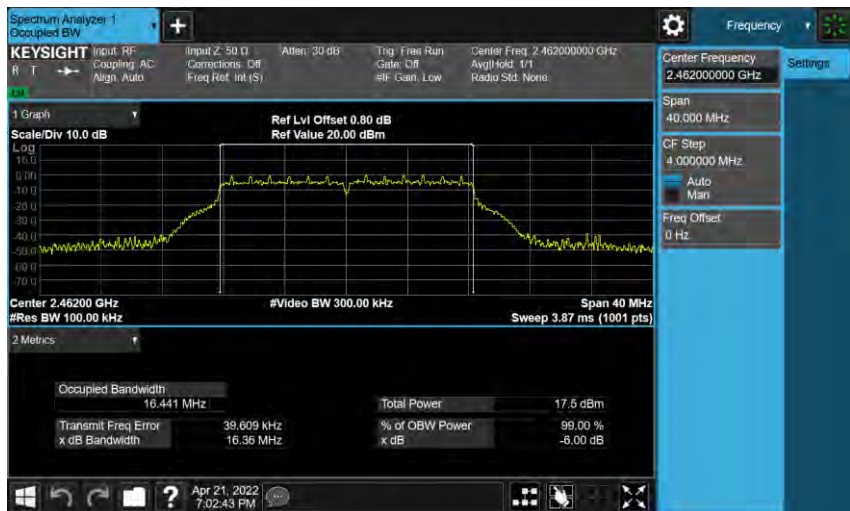 Spectrum Analyzer 1
Occupied BW
+
Frequency
KEYSIGHT Input: RF Input Z: 50 Ω Atten: 30 dB Trig: Free Run Center Freq: 2.462000000 GHz
R T Coupling: AC Corrections: Off Gate: Off Avg|Hold: 1/1
Align: Auto Freq Ref: Int (S) #IF Gain: Low Radio Std: None
Center Frequency
2.462000000 GHz
Settings
Span
40.000 MHz
CF Step
4.000000 MHz
Auto
Man
Freq Offset
0 Hz
1 Graph
Scale/Div 10.0 dB
Ref Lvl Offset 0.80 dB
Ref Value 20.00 dBm
Log
10.0
0.00
-10.0
-20.0
-30.0
-40.0
-50.0
-60.0
-70.0
Center 2.46200 GHz #Video BW 300.00 kHz Span 40 MHz
#Res BW 100.00 kHz Sweep 3.87 ms (1001 pts)
2 Metrics
Occupied Bandwidth
16.441 MHz Total Power 17.5 dBm
Transmit Freq Error 39.609 kHz % of OBW Power 99.00 %
x dB Bandwidth 16.36 MHz x dB -6.00 dB
?
Apr 21, 2022
7:02:43 PM